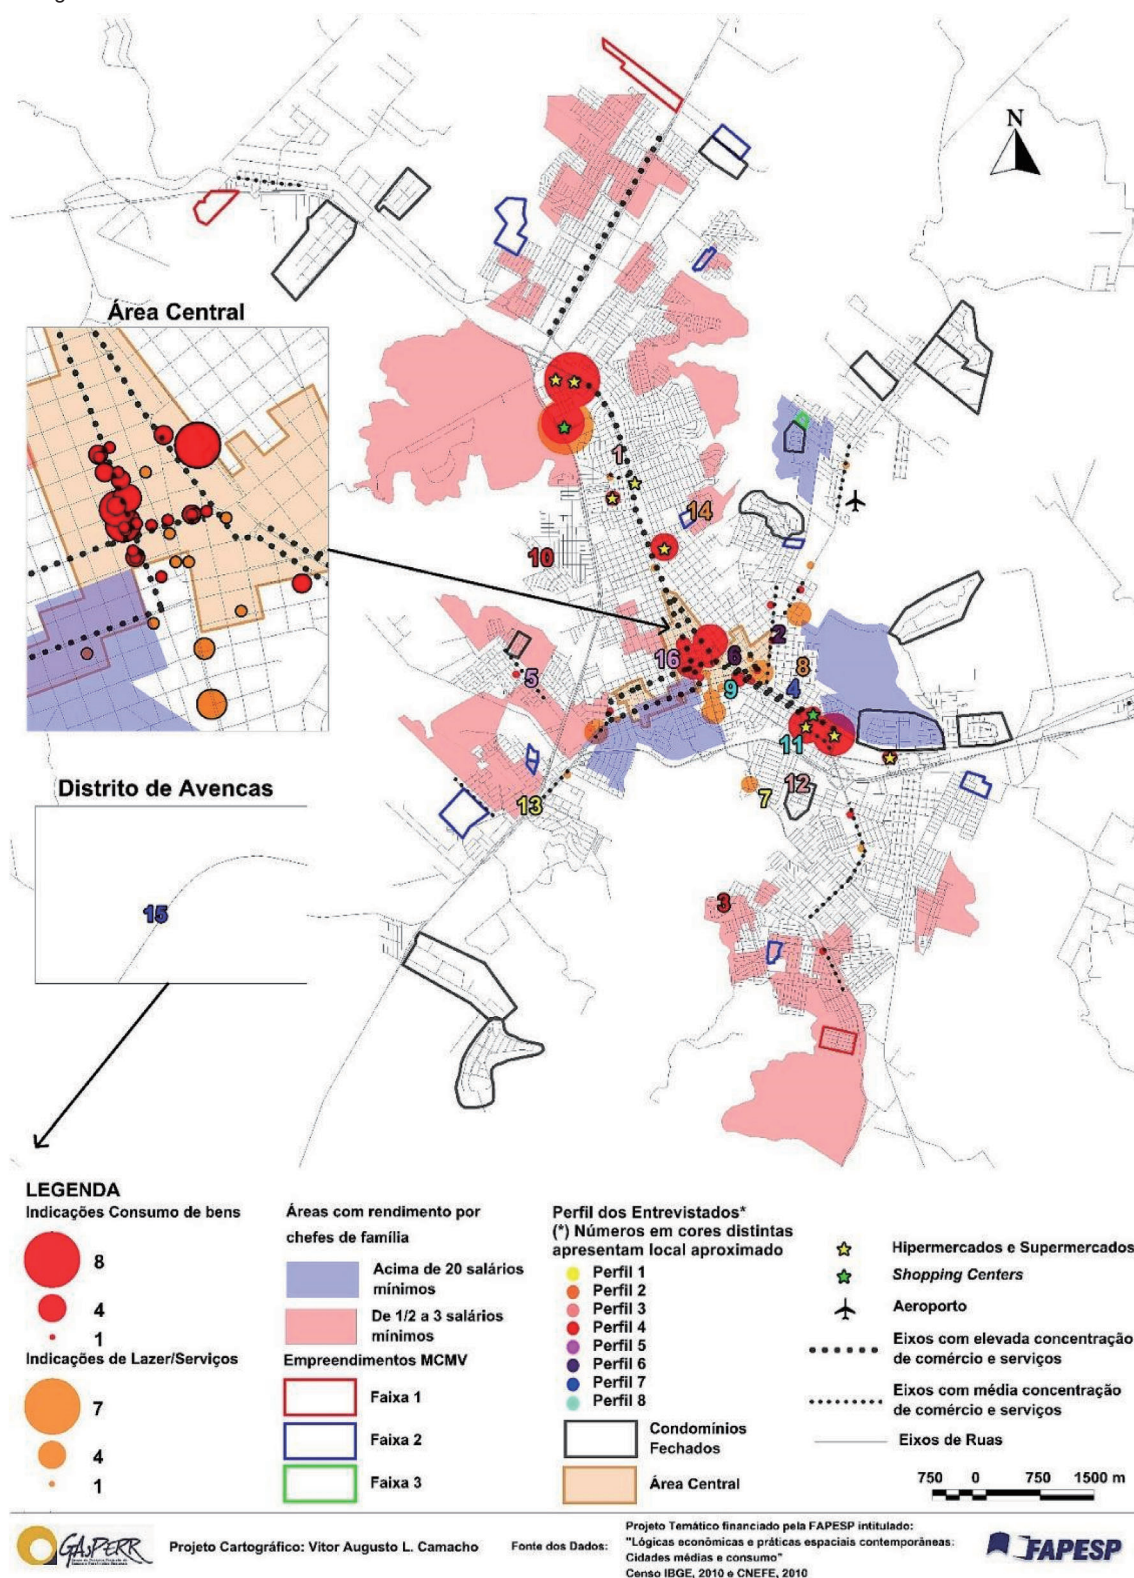 N
Área Central
1
14
10
2
16
6
8
5
9
4
11
12
7
13
3
Distrito de Avencas
15
LEGENDA
Indicações Consumo de bens
8
4
1
Indicações de Lazer/Serviços
7
4
1
Áreas com rendimento por
chefes de família
Acima de 20 salários
mínimos
De 1/2 a 3 salários
mínimos
Empreendimentos MCMV
Faixa 1
Faixa 2
Faixa 3
Perfil dos Entrevistados*
(*) Números em cores distintas
apresentam local aproximado
Perfil 1
Perfil 2
Perfil 3
Perfil 4
Perfil 5
Perfil 6
Perfil 7
Perfil 8
Condomínios
Fechados
Área Central
Hipermercados e Supermercados
Shopping Centers
Aeroporto
Eixos com elevada concentração
de comércio e serviços
Eixos com média concentração
de comércio e serviços
Eixos de Ruas
750 0 750 1500 m
GAsPERR
Projeto Cartográfico: Vitor Augusto L. Camacho
Fonte dos Dados:
Projeto Temático financiado pela FAPESP intitulado:
"Lógicas econômicas e práticas espaciais contemporâneas:
Cidades médias e consumo"
Censo IBGE, 2010 e CNEFE, 2010
FAPESP